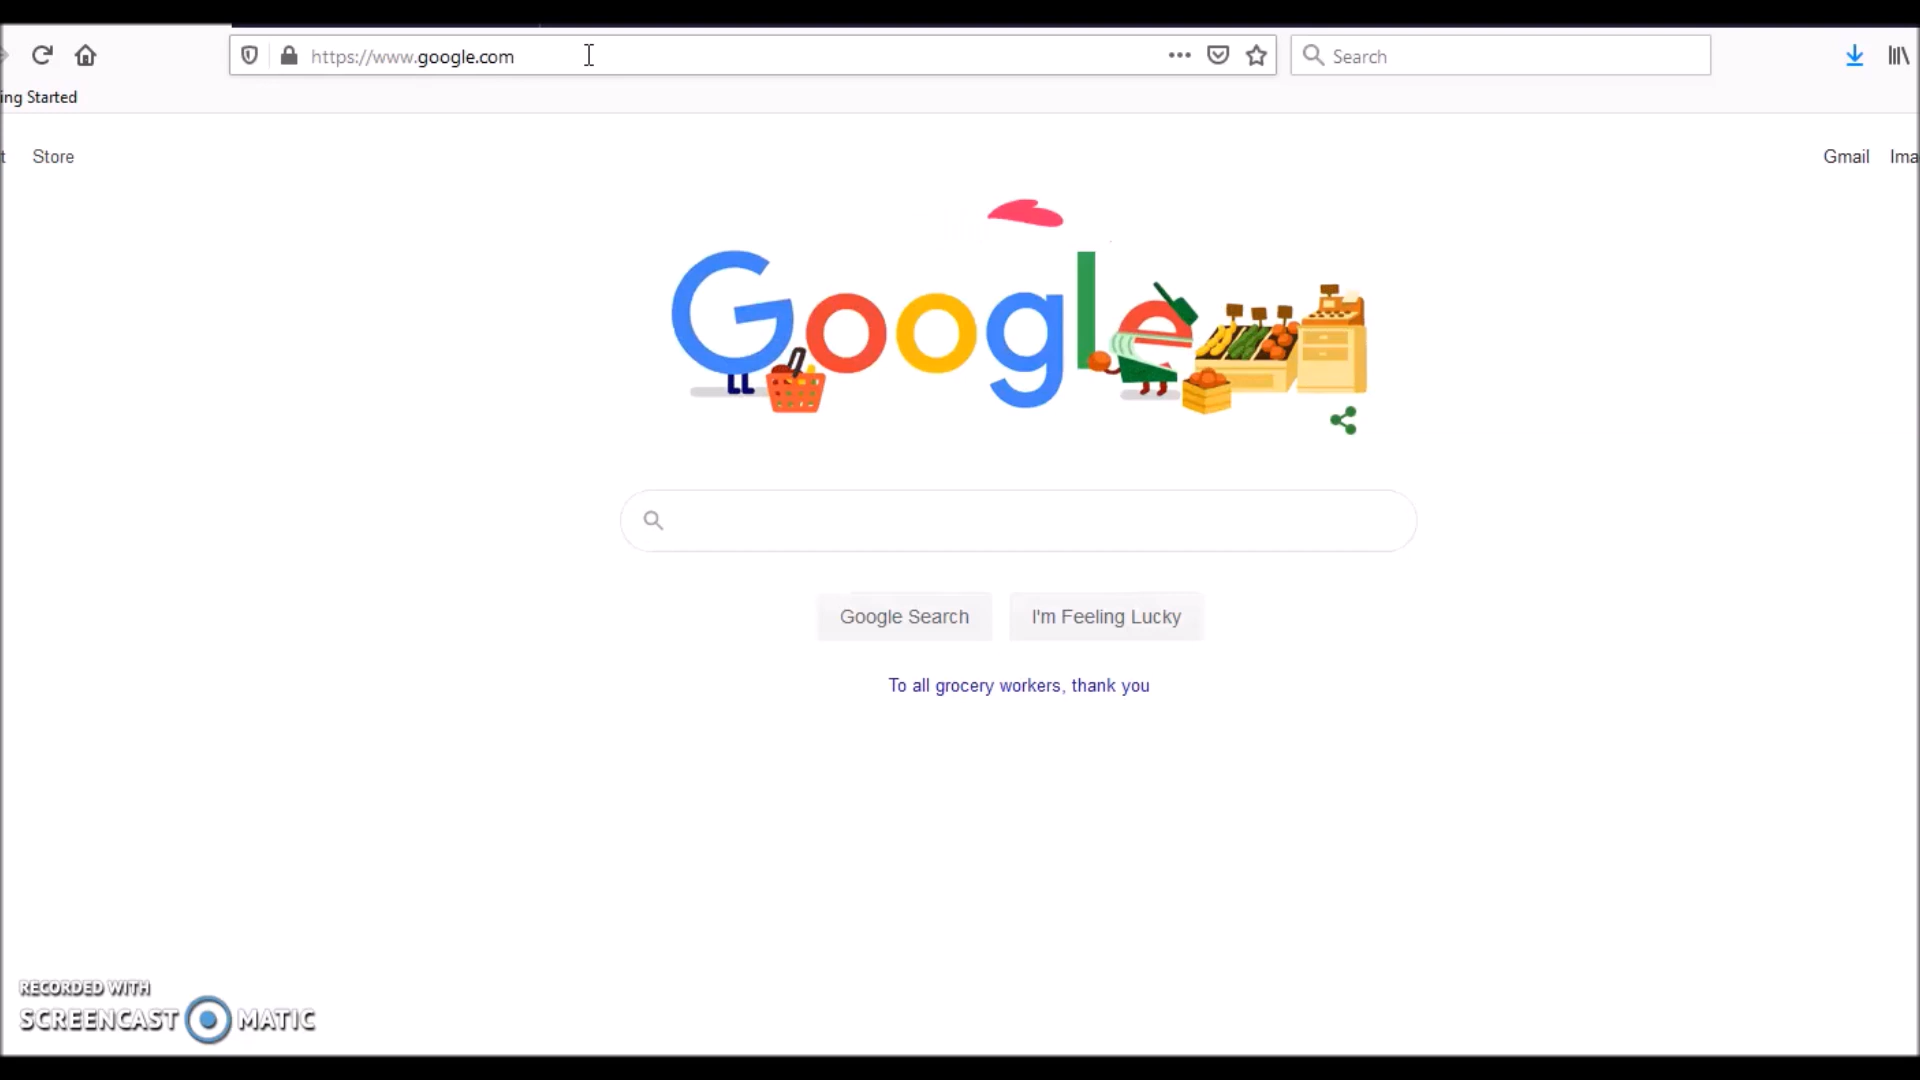 https://www.google.com
Search
ing Started
t Store
Gmail Ima
Google
Google Search
I'm Feeling Lucky
To all grocery workers, thank you
RECORDED WITH
SCREENCAST MATIC